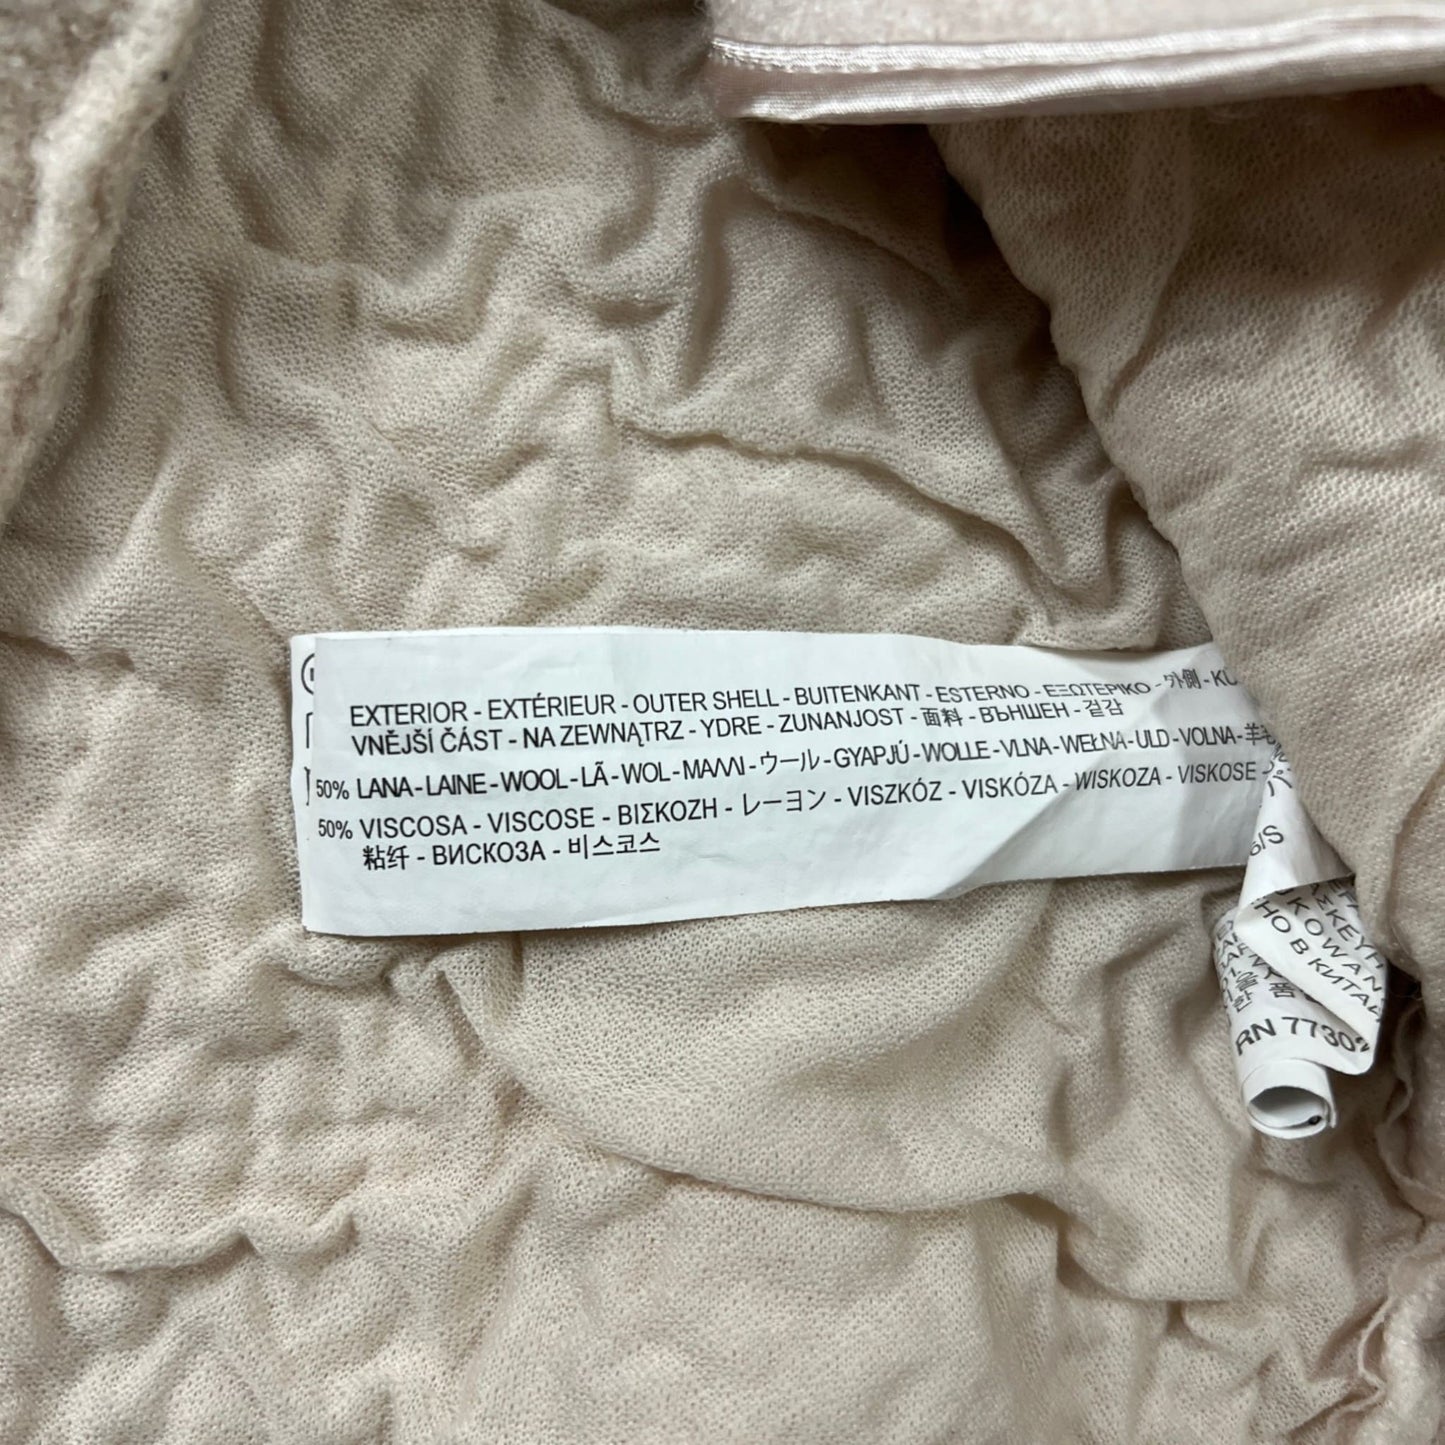 EXTERIOR - EXTÉRIEUR - OUTER SHELL - BUITENKANT - ESTERNO - ΕΞΩΤΕΡΙΚΟ - 外側 -
VNĚJŠÍ ČÁST - NA ZEWNĄTRZ - YDRE - ZUNANJOST - 面料 - ВЪНШЕН - 겉감
50% LANA - LAINE - WOOL - LÃ - WOL - ΜΑΛΛΙ - ウール - GYAPJÚ - WOLLE - VLNA - WEŁNA - ULD - VOLNA -
50% VISCOSA - VISCOSE - ΒΙΣΚΟΖΗ - レーヨン - VISZKÓZ - VISKÓZA - WISKOZA - VISKOSE -
粘纤 - ВИСКОЗА - 비스코스
6/S
В КИТАЙ
RN 7730